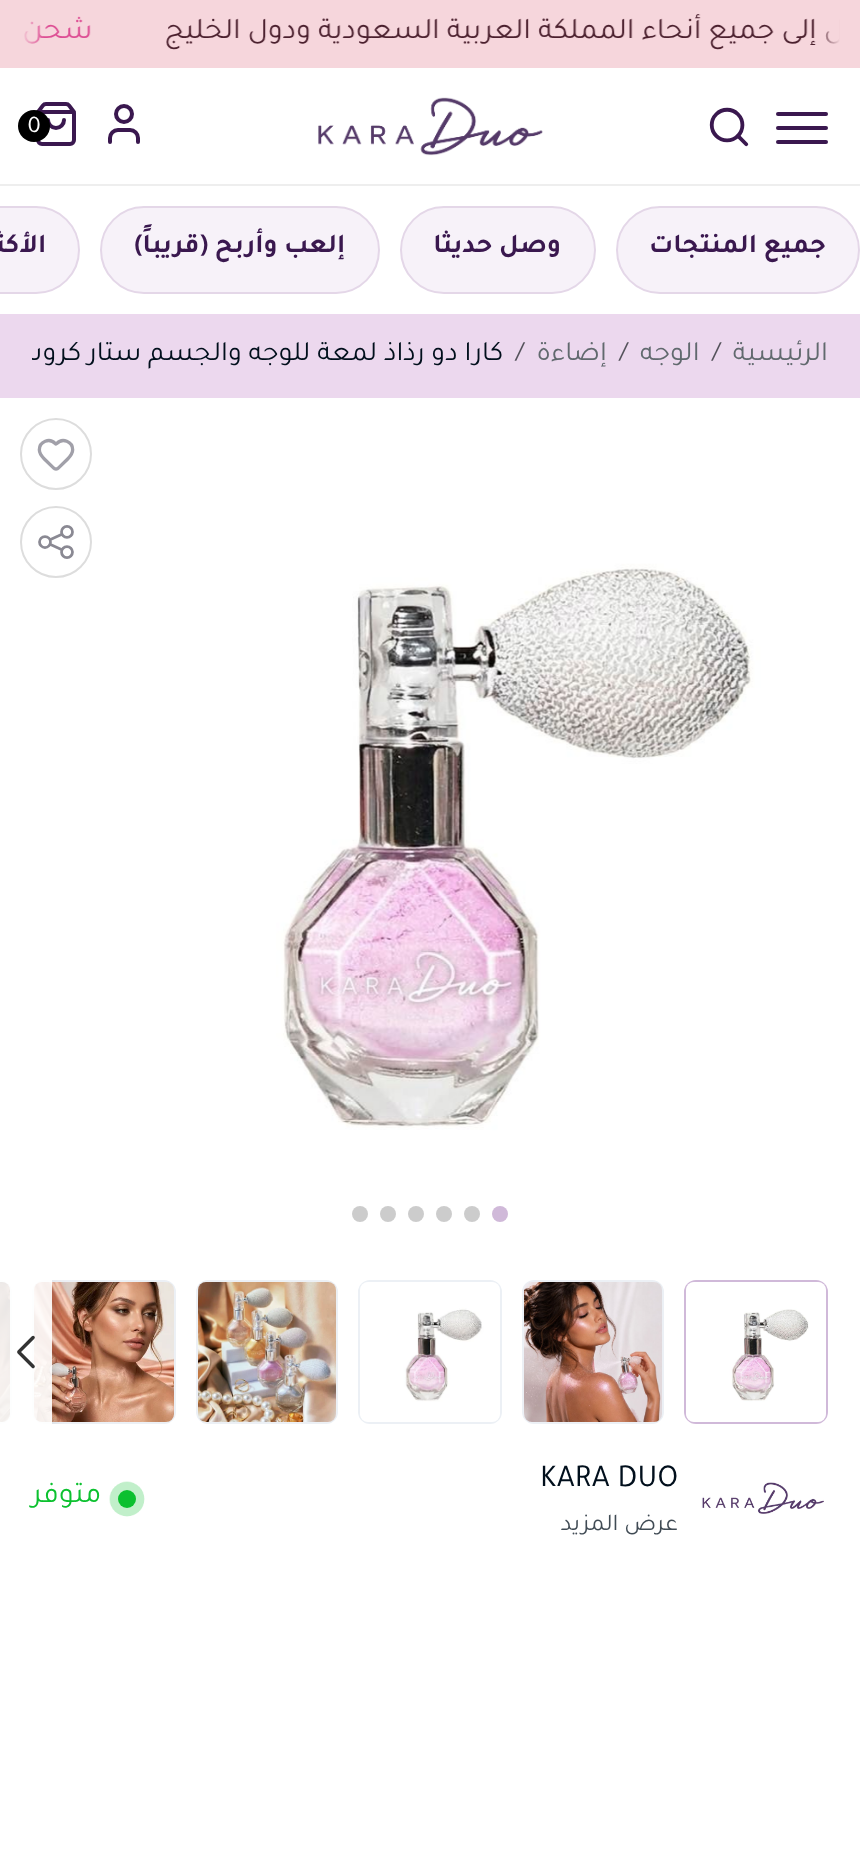 إلى جميع أنحاء المملكة العربية السعودية ودول الخليج
شحن
KARA Duo
0
جميع المنتجات
وصل حديثا
إلعب وأربح (قريباً)
الرئيسية / الوجه / إضاءة / كارا دو رذاذ لمعة للوجه والجسم ستار
KARA Duo
KARA Duo
KARA DUO
عرض المزيد
متوفر